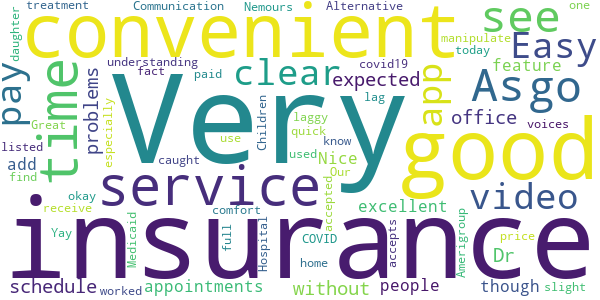 treatment Communication Nemours Alternative one
convenient see
daughter understanding covid19 manipulate today Easy
fact paid clear expected feature
pay time problems Very app Asgo
especially caught lag office
listed Great Children laggy quick know good voices
add find use used Nice Our accepted video
okay service excellent
receive Yay Medicaid comfort full Hospital COVID accepts Amerigroup price
insurance
home Dr
schedule worked appointments without people though slight